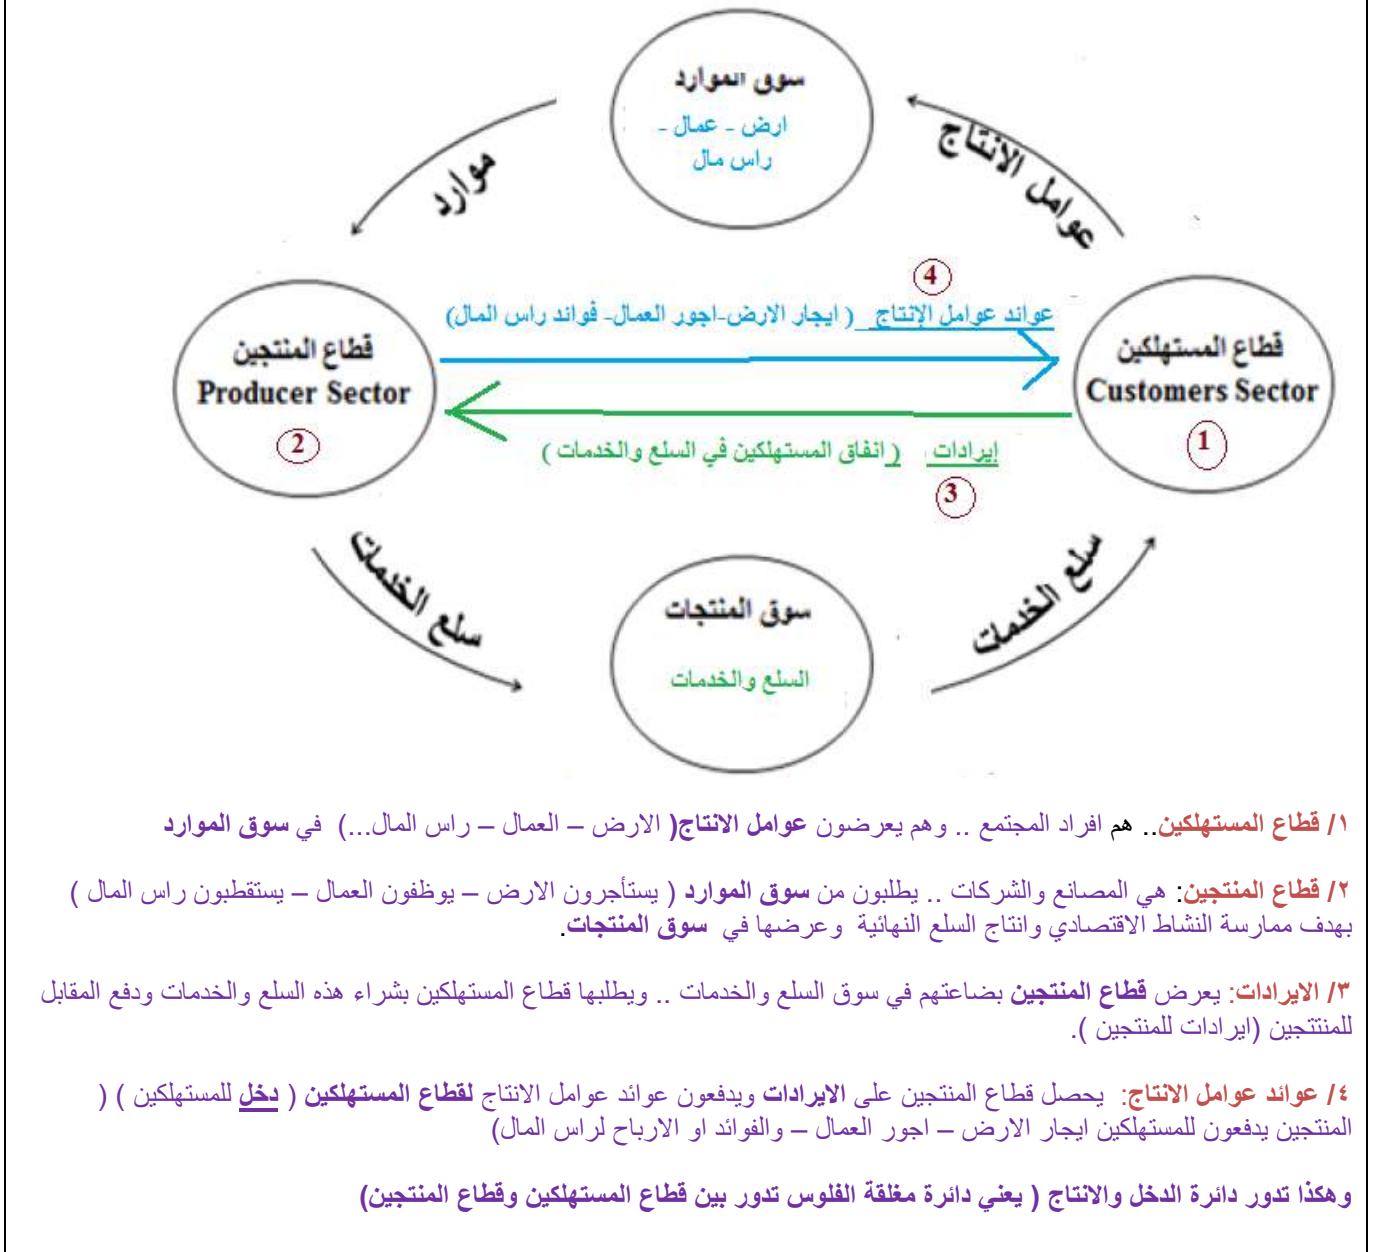 سوق الموارد
ارض - عمال -
راس مال
موارد
عوامل الانتاج
4
عوائد عوامل الإنتاج ( ايجار الارض-اجور العمال- فوائد راس المال)
قطاع المنتجين
Producer Sector
2
قطاع المستهلكين
Customers Sector
1
إيرادات ( انفاق المستهلكين في السلع والخدمات )
3
سلع الخدمات
سلع الخدمات
سوق المنتجات
السلع والخدمات
١/ قطاع المستهلكين.. هم افراد المجتمع .. وهم يعرضون عوامل الانتاج( الارض – العمال – راس المال...) في سوق الموارد
٢/ قطاع المنتجين: هي المصانع والشركات .. يطلبون من سوق الموارد ( يستأجرون الارض – يوظفون العمال – يستقطبون راس المال )
بهدف ممارسة النشاط الاقتصادي وانتاج السلع النهائية وعرضها في سوق المنتجات.
٣/ الايرادات: يعرض قطاع المنتجين بضاعتهم في سوق السلع والخدمات .. ويطلبها قطاع المستهلكين بشراء هذه السلع والخدمات ودفع المقابل
للمنتتجين (ايرادات للمنتجين ).
٤/ عوائد عوامل الانتاج: يحصل قطاع المنتجين على الايرادات ويدفعون عوائد عوامل الانتاج لقطاع المستهلكين ( دخل للمستهلكين ) (
المنتجين يدفعون للمستهلكين ايجار الارض – اجور العمال – والفوائد او الارباح لراس المال)
وهكذا تدور دائرة الدخل والانتاج ( يعني دائرة مغلقة الفلوس تدور بين قطاع المستهلكين وقطاع المنتجين)